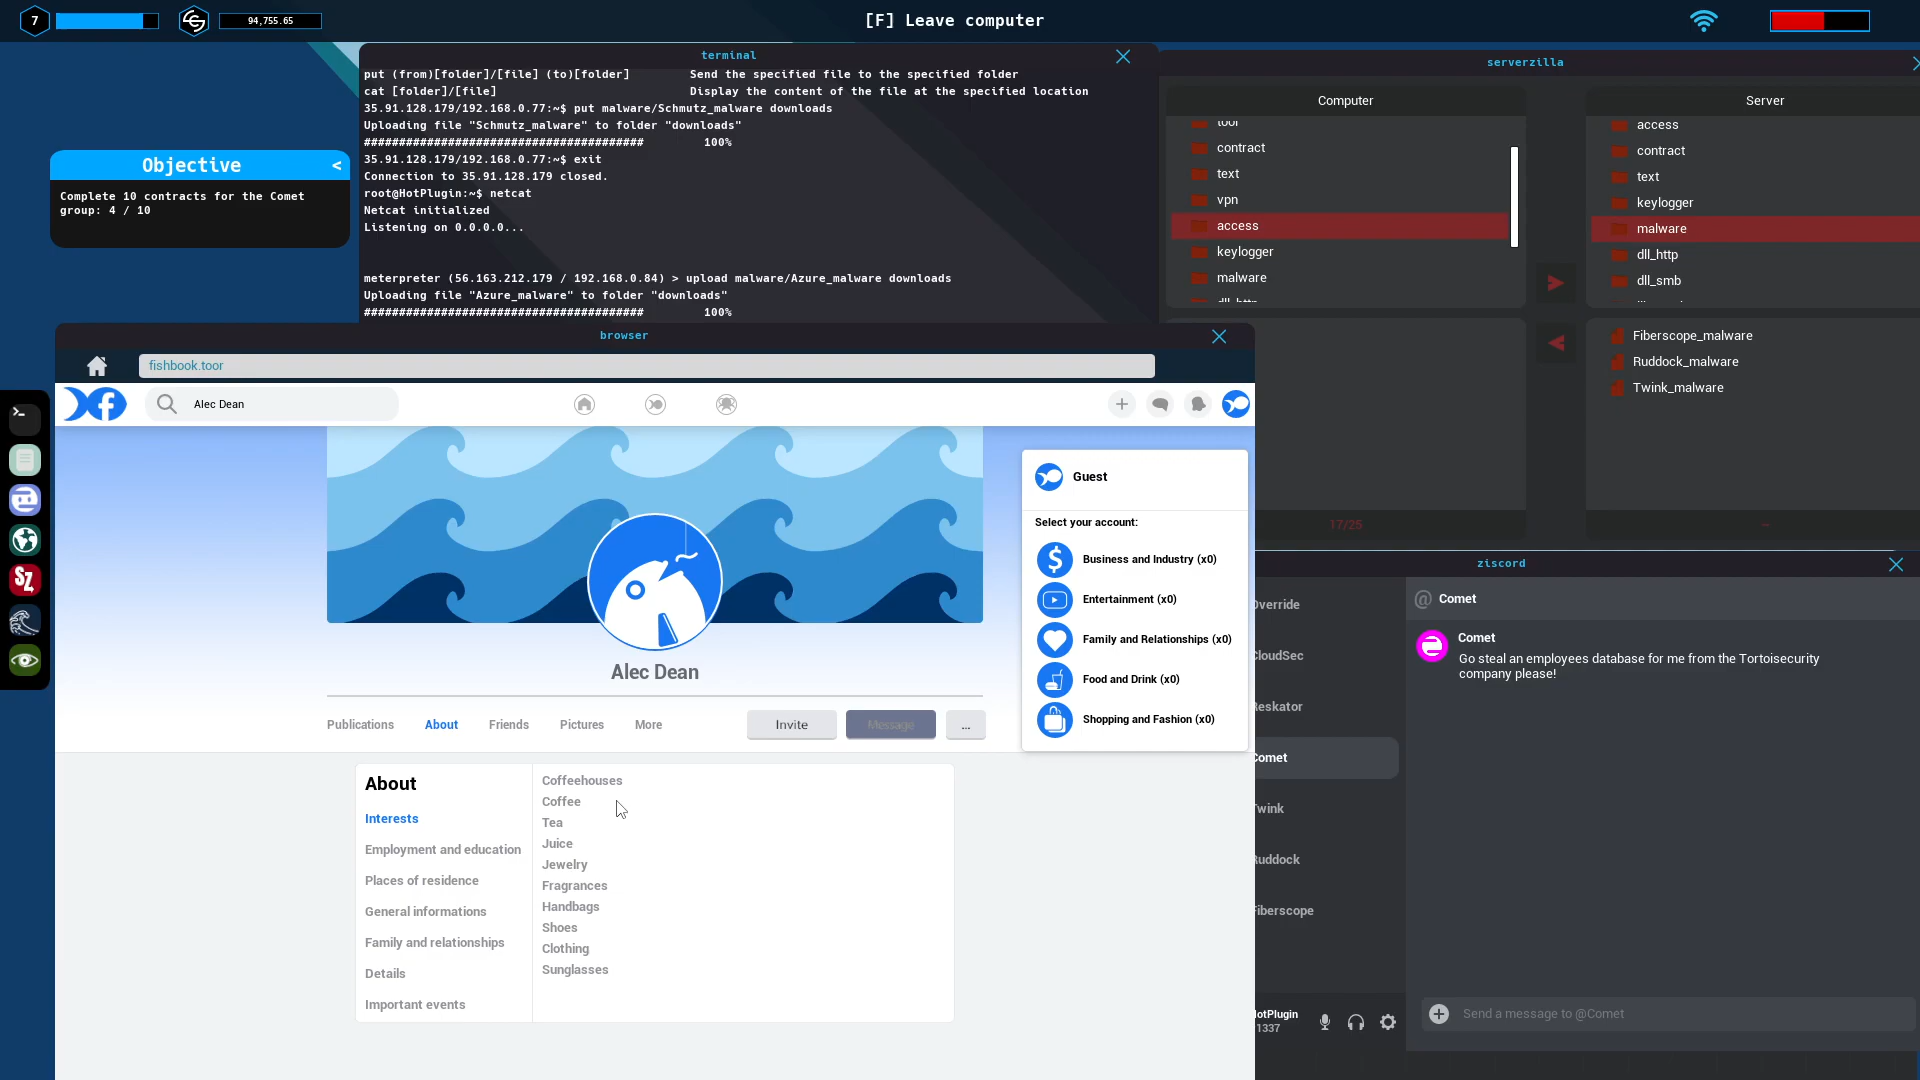 7
94,755.65
[F] Leave computer
Objective
<
Complete 10 contracts for the Comet
group: 4 / 10
terminal
put (from)[folder]/[file] (to)[folder] Send the specified file to the specified folder
cat [folder]/[file] Display the content of the file at the specified location
35.91.128.179/192.168.0.77:~$ put malware/Schmutz_malware downloads
Uploading file "Schmutz_malware" to folder "downloads"
######################################## 100%
35.91.128.179/192.168.0.77:~$ exit
Connection to 35.91.128.179 closed.
root@HotPlugin:~$ netcat
Netcat initialized
Listening on 0.0.0.0...
meterpreter (56.163.212.179 / 192.168.0.84) > upload malware/Azure_malware downloads
Uploading file "Azure_malware" to folder "downloads"
######################################## 100%
serverzilla
Computer
tool
contract
text
vpn
access
keylogger
malware
dll_http
17/25
Server
access
contract
text
keylogger
malware
dll_http
dll_smb
Fiberscope_malware
Ruddock_malware
Twink_malware
~
browser
fishbook.toor
Alec Dean
Guest
Select your account:
Business and Industry (x0)
Entertainment (x0)
Family and Relationships (x0)
Food and Drink (x0)
Shopping and Fashion (x0)
Alec Dean
Publications
About
Friends
Pictures
More
Invite
Message
...
About
Interests
Employment and education
Places of residence
General informations
Family and relationships
Details
Important events
Coffeehouses
Coffee
Tea
Juice
Jewelry
Fragrances
Handbags
Shoes
Clothing
Sunglasses
ziscord
Override
CloudSec
Reskator
Comet
Twink
Ruddock
Fiberscope
HotPlugin
1337
@ Comet
Comet
Go steal an employees database for me from the Tortoisecurity
company please!
Send a message to @Comet